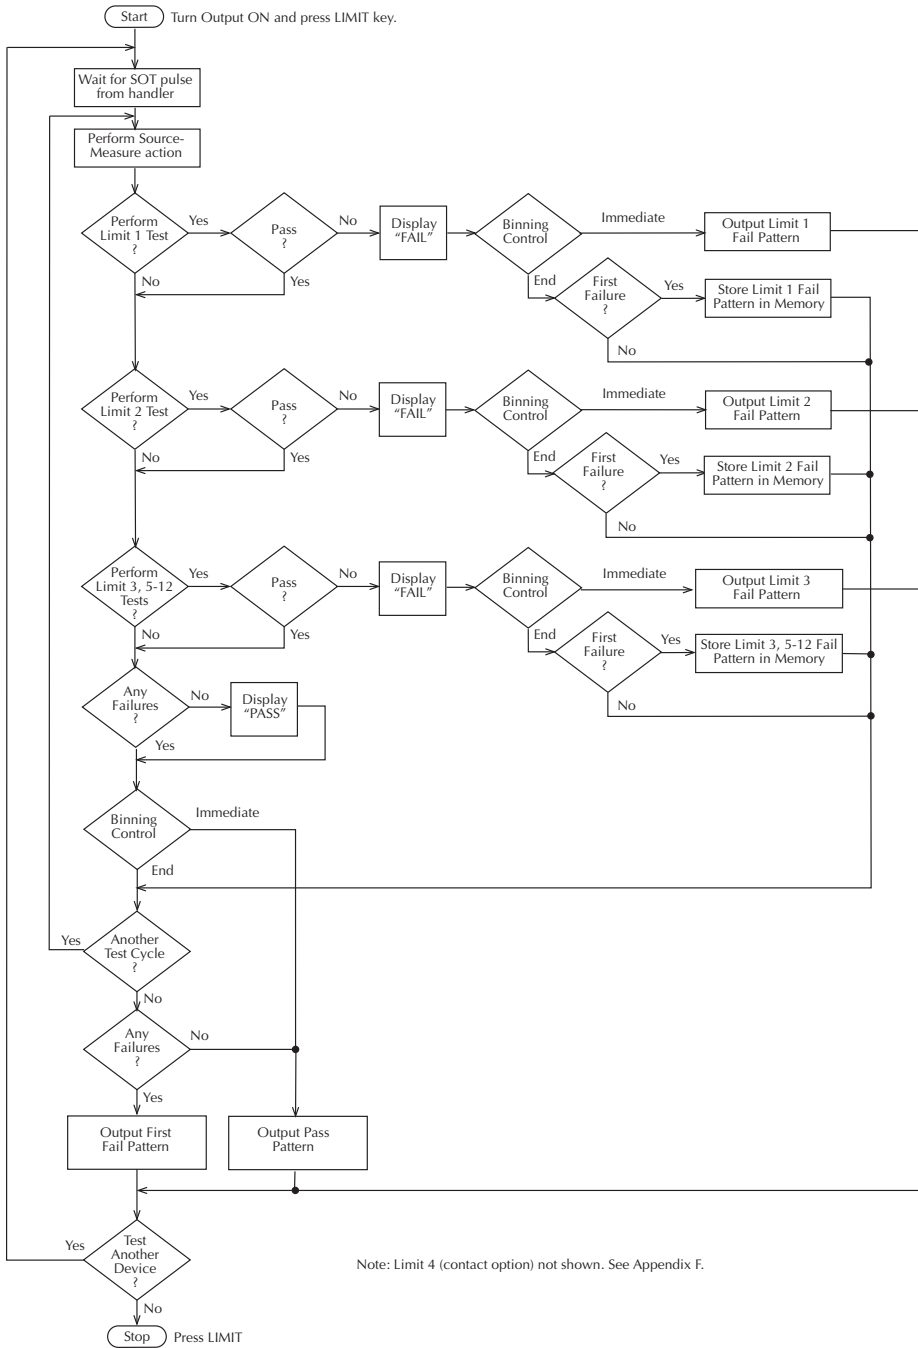 Start
Turn Output ON and press LIMIT key.
Wait for SOT pulse
from handler
Perform Source-
Measure action
Perform
Limit 1 Test
?
Yes
Pass
?
No
Display
“FAIL”
Binning
Control
Immediate
Output Limit 1
Fail Pattern
No
Yes
End
First
Failure
?
Yes
Store Limit 1 Fail
Pattern in Memory
No
Perform
Limit 2 Test
?
Yes
Pass
?
No
Display
“FAIL”
Binning
Control
Immediate
Output Limit 2
Fail Pattern
No
Yes
End
First
Failure
?
Yes
Store Limit 2 Fail
Pattern in Memory
No
Perform
Limit 3, 5-12
Tests
?
Yes
Pass
?
No
Display
“FAIL”
Binning
Control
Immediate
Output Limit 3
Fail Pattern
No
Yes
End
First
Failure
?
Yes
Store Limit 3, 5-12 Fail
Pattern in Memory
No
Any
Failures
?
No
Display
“PASS”
Yes
Binning
Control
Immediate
End
Another
Test Cycle
?
Yes
No
Any
Failures
?
No
Yes
Output First
Fail Pattern
Output Pass
Pattern
Test
Another
Device
?
Yes
No
Note: Limit 4 (contact option) not shown. See Appendix F.
Stop
Press LIMIT